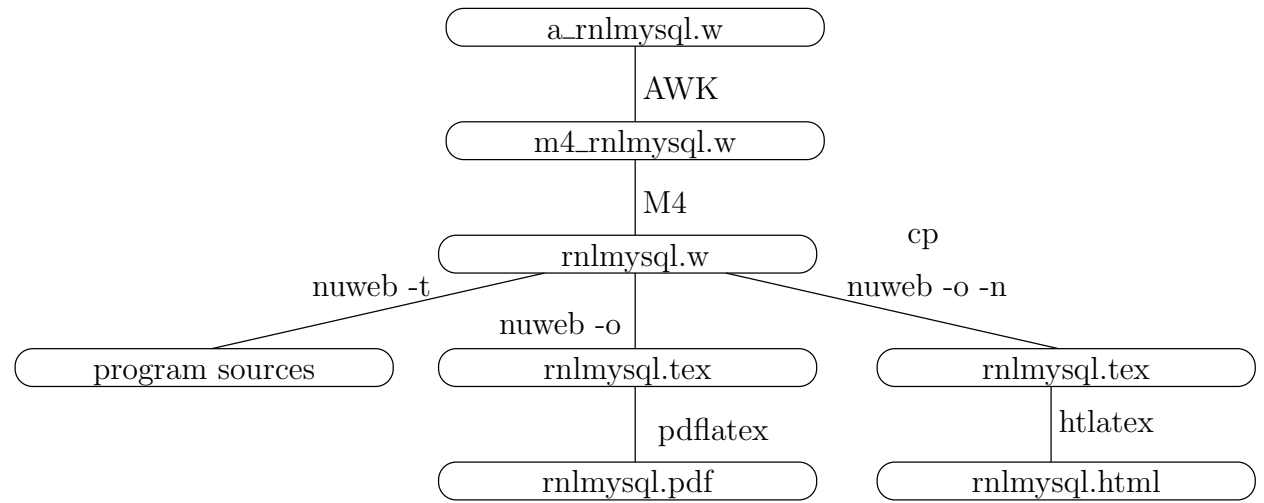 a_rnlmysql.w
AWK
m4_rnlmysql.w
M4
cp
rnlmysql.w
nuweb -t
nuweb -o -n
nuweb -o
program sources
rnlmysql.tex
rnlmysql.tex
pdflatex
htlatex
rnlmysql.pdf
rnlmysql.html